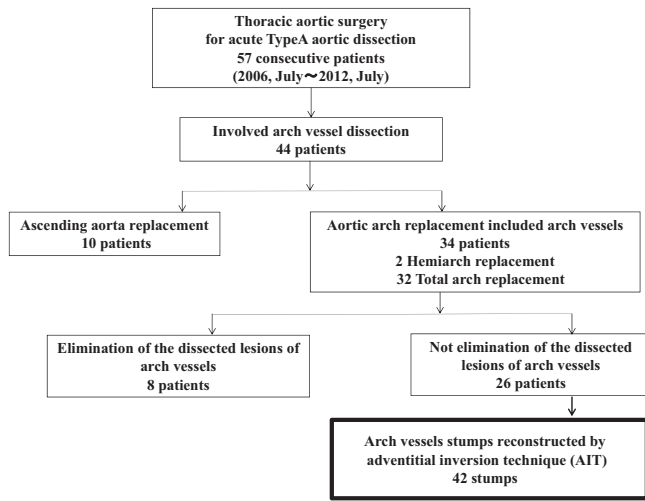 Thoracic aortic surgery
for acute TypeA aortic dissection
57 consecutive patients
(2006, July～2012, July)
Involved arch vessel dissection
44 patients
Ascending aorta replacement
10 patients
Aortic arch replacement included arch vessels
34 patients
2 Hemiarch replacement
32 Total arch replacement
Elimination of the dissected lesions of
arch vessels
8 patients
Not elimination of the dissected
lesions of arch vessels
26 patients
Arch vessels stumps reconstructed by
adventitial inversion technique (AIT)
42 stumps